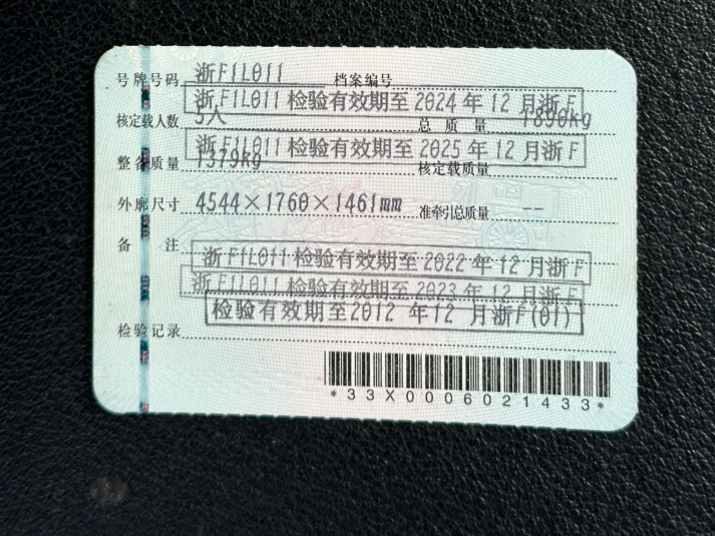 号牌号码 浙F1L011 档案编号
浙F1L011 检验有效期至 2024 年 12 月浙 F
核定载人数 5人 总质量 1890kg
浙F1L011 检验有效期至 2025 年 12 月浙 F
整备质量 1379kg 核定载质量
外廓尺寸 4544×1760×1461mm 准牵引总质量 --
备注
浙F1L011 检验有效期至 2022 年 12 月浙 F
浙F1L011 检验有效期至 2023 年 12 月浙 F
检验有效期至2012 年12 月浙F(01)
检验记录
*33X0006021433*